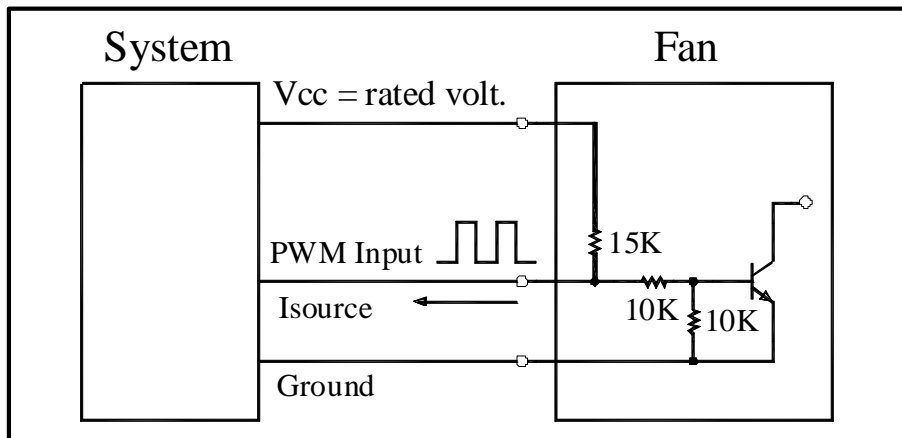 System
Fan
Vcc = rated volt.
PWM Input
15K
Isource
10K
10K
Ground